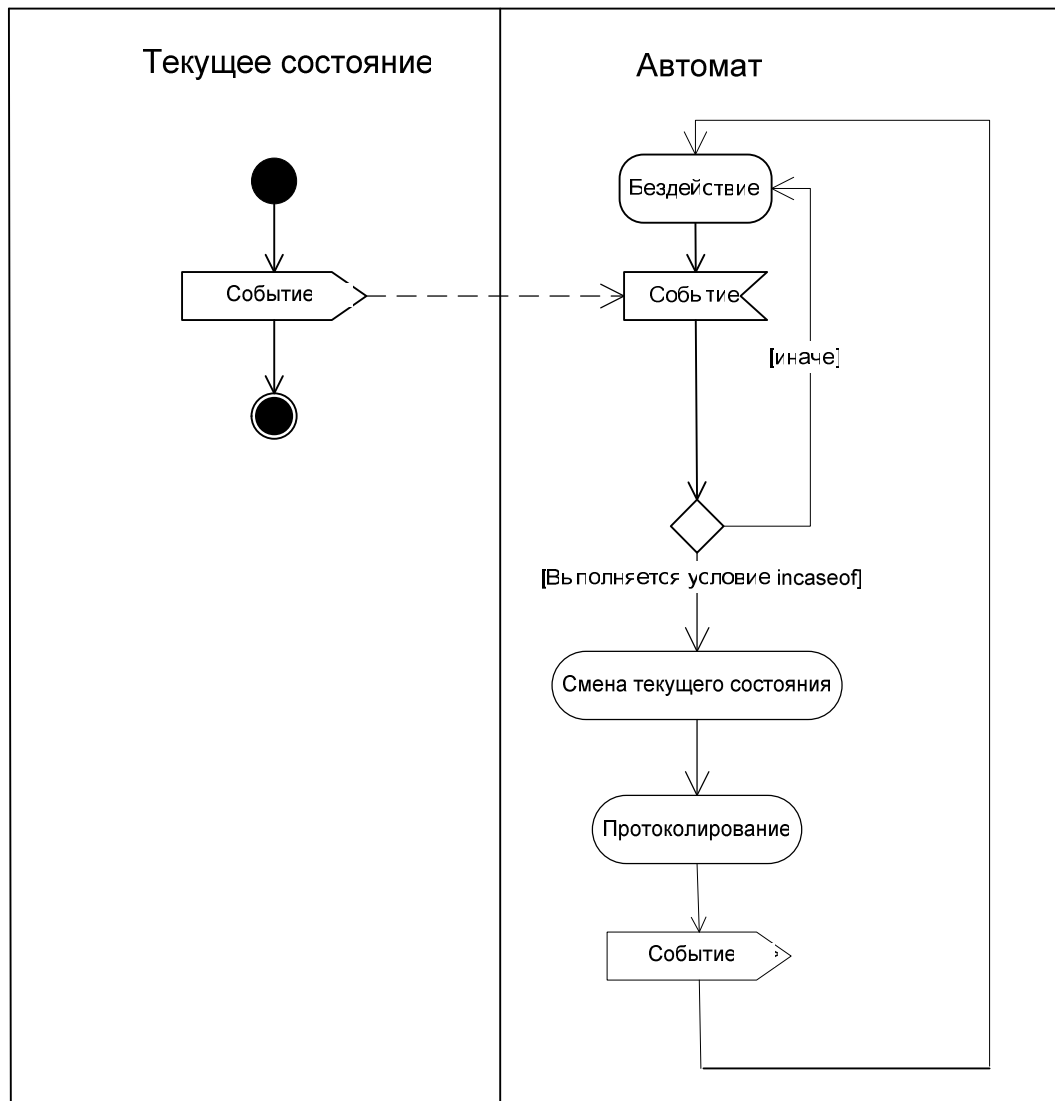 Текущее состояние
Автомат
Бездействие
Событие
Событие
[иначе]
[Выполняется условие incaseof]
Смена текущего состояния
Протоколирование
Событие